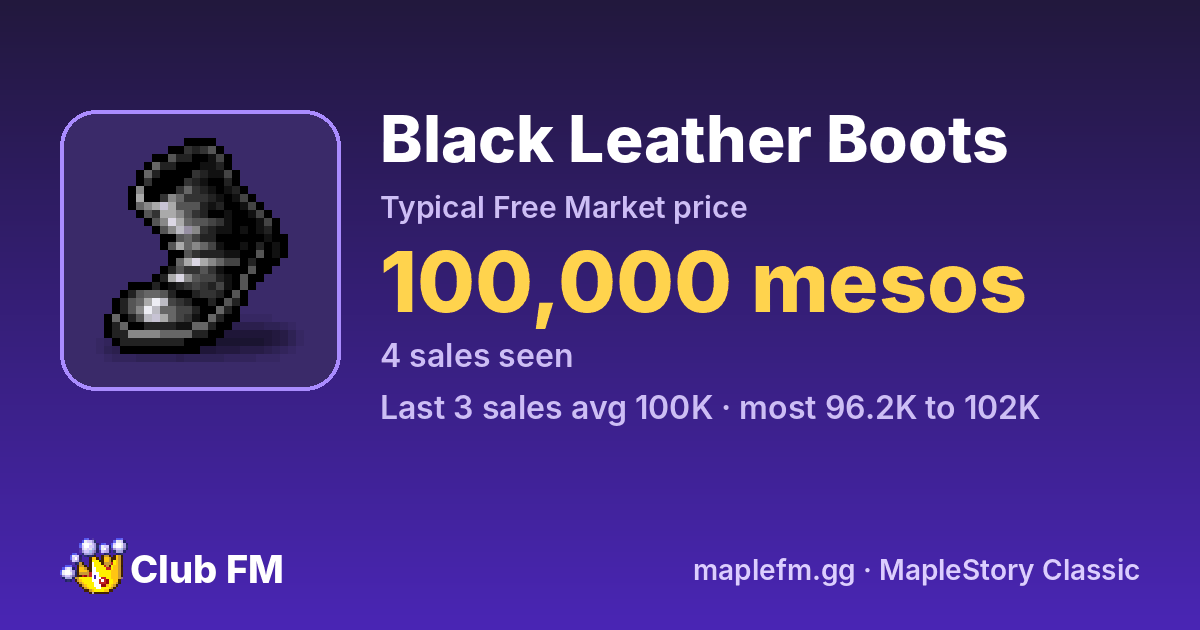 Black Leather Boots
Typical Free Market price
100,000 mesos
4 sales seen
Last 3 sales avg 100K · most 96.2K to 102K
Club FM
maplefm.gg · MapleStory Classic